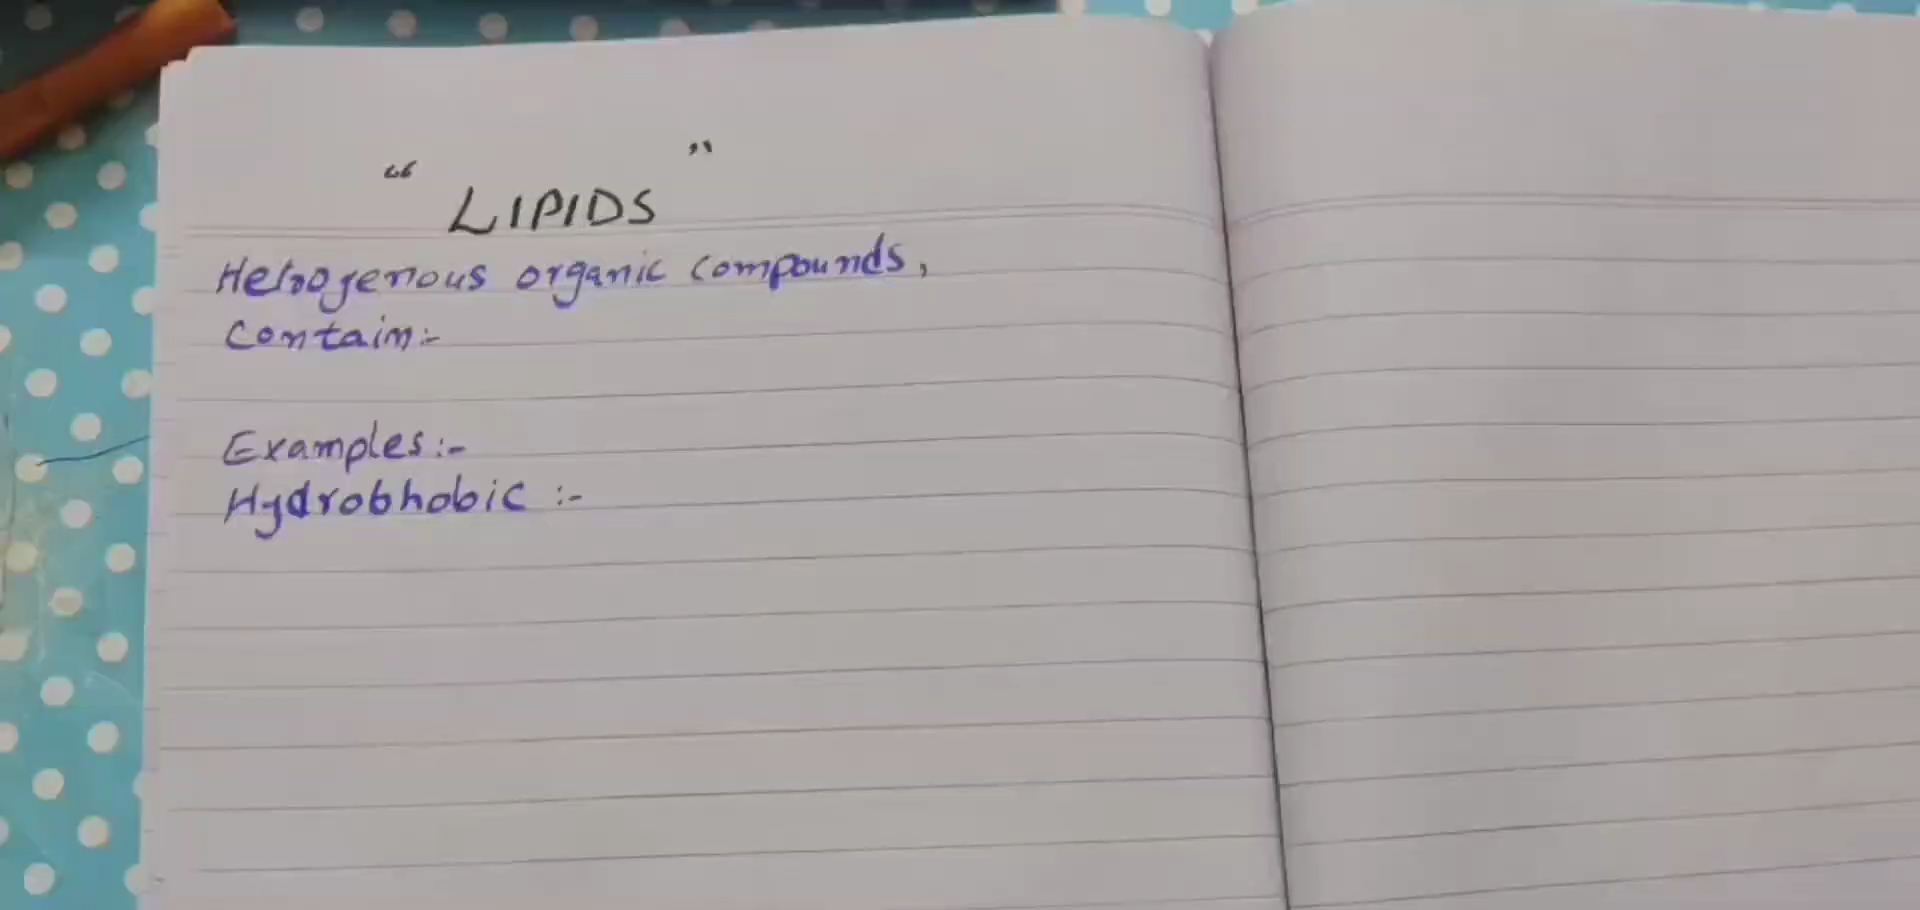 “ LIPIDS ”
Hetrogenous organic compounds,
Contain:-
Examples:-
Hydrobhobic :-